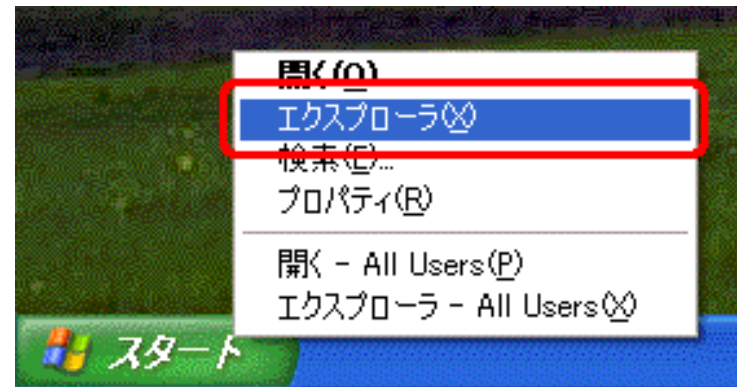 開く(O)
エクスプローラ(X)
検索(E)...
プロパティ(R)
開く - All Users(P)
エクスプローラ - All Users(X)
スタート